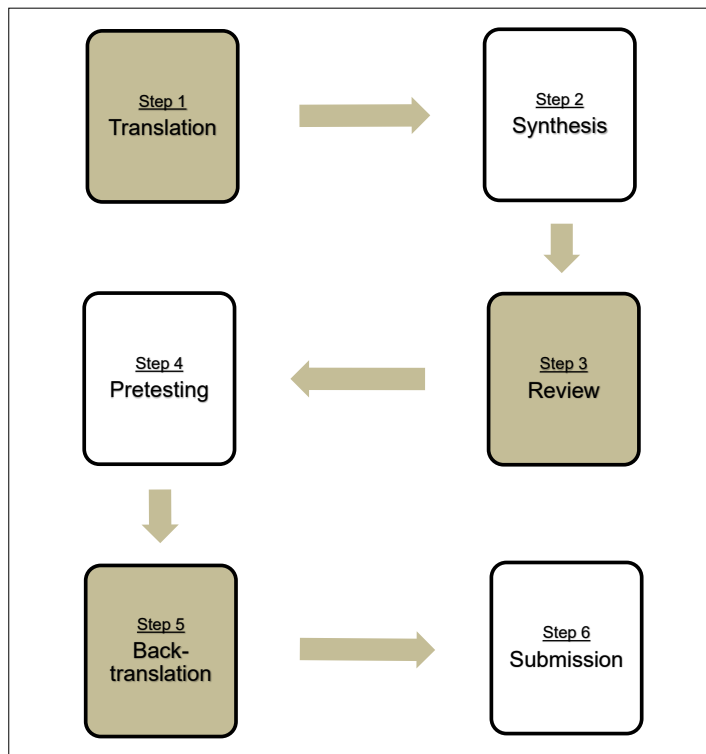 Step 1
Translation
Step 2
Synthesis
Step 3
Review
Step 4
Pretesting
Step 5
Back-
translation
Step 6
Submission